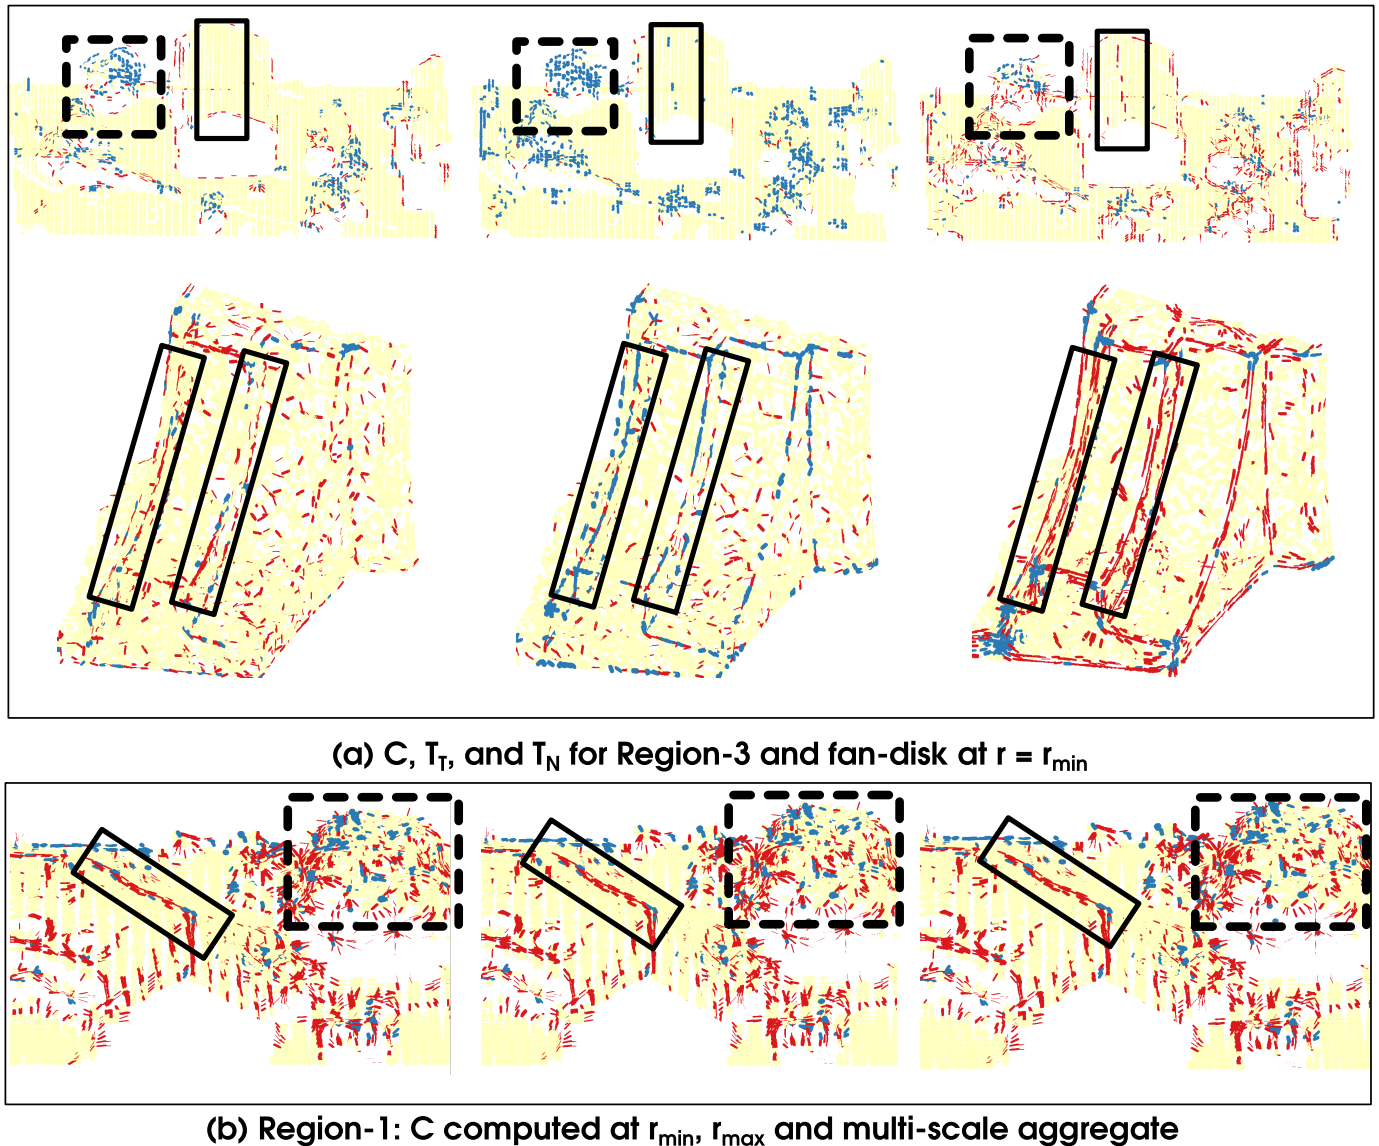 (a) C, T_T, and T_N for Region-3 and fan-disk at r = r_min
(b) Region-1: C computed at r_min, r_max and multi-scale aggregate